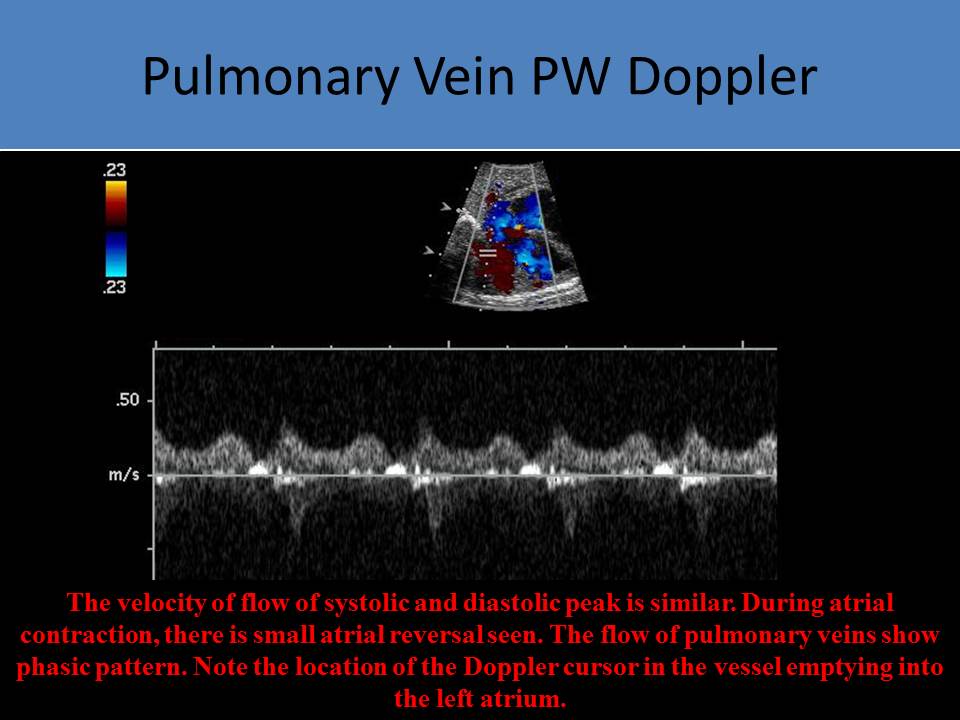 Pulmonary Vein PW Doppler
.23
.23
.50
m/s
The velocity of flow of systolic and diastolic peak is similar. During atrial
contraction, there is small atrial reversal seen. The flow of pulmonary veins show
phasic pattern. Note the location of the Doppler cursor in the vessel emptying into
the left atrium.